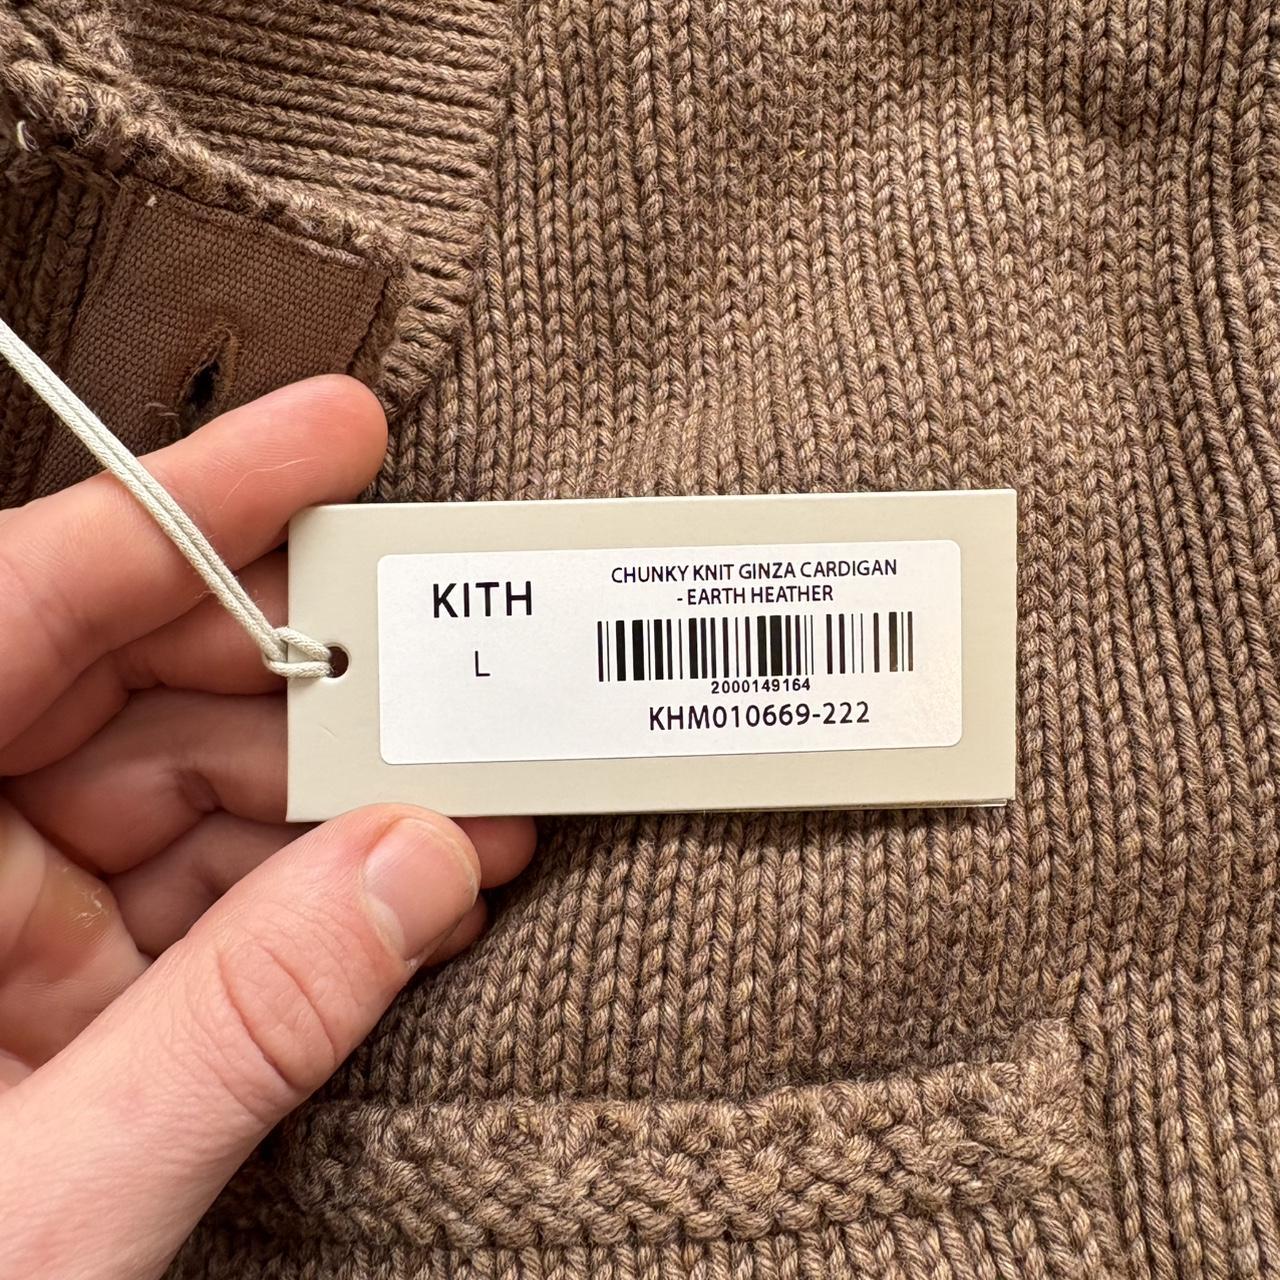 KITH
L
CHUNKY KNIT GINZA CARDIGAN
- EARTH HEATHER
2000149164
KHM010669-222